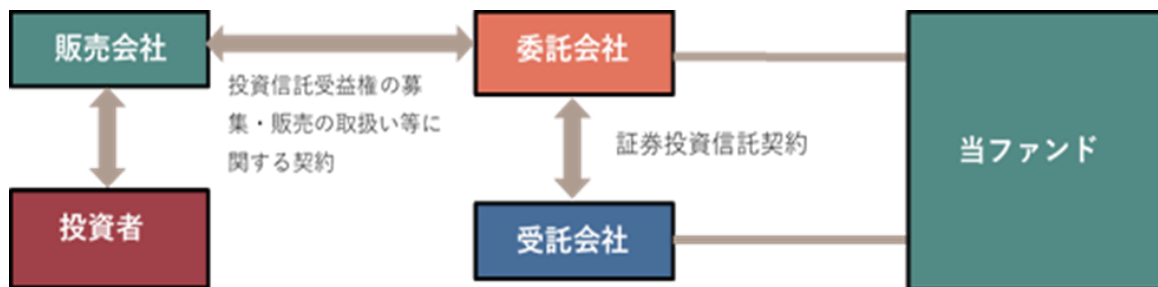 販売会社
委託会社
投資信託受益権の募
集・販売の取扱い等に
関する契約
証券投資信託契約
当ファンド
投資者
受託会社